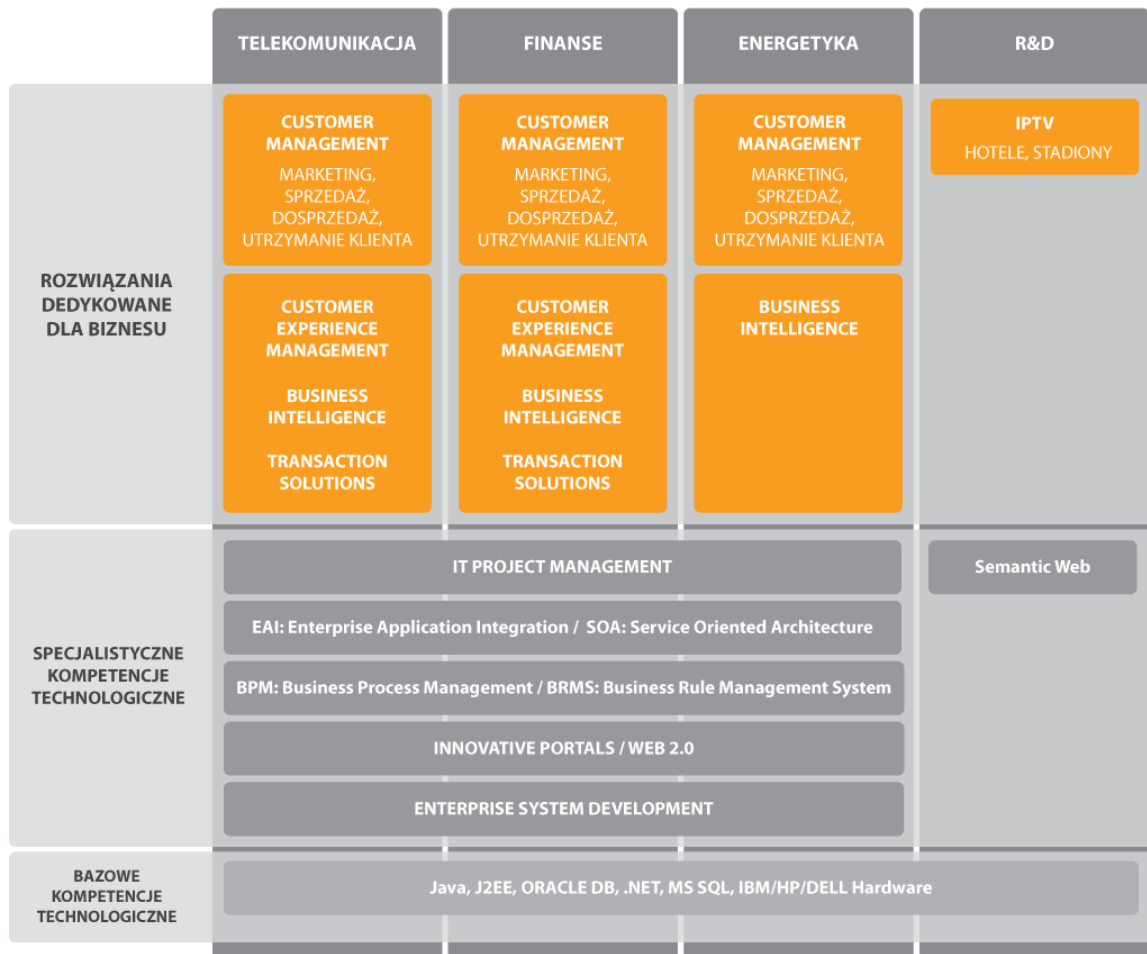 TELEKOMUNIKACJA
FINANSE
ENERGETYKA
R&D
ROZWIĄZANIA
DEDYKOWANE
DLA BIZNESU
CUSTOMER
MANAGEMENT
MARKETING,
SPRZEDAŻ,
DOSPRZEDAŻ,
UTRZYMANIE KLIENTA
CUSTOMER
EXPERIENCE
MANAGEMENT
BUSINESS
INTELLIGENCE
TRANSACTION
SOLUTIONS
CUSTOMER
MANAGEMENT
MARKETING,
SPRZEDAŻ,
DOSPRZEDAŻ,
UTRZYMANIE KLIENTA
CUSTOMER
EXPERIENCE
MANAGEMENT
BUSINESS
INTELLIGENCE
TRANSACTION
SOLUTIONS
CUSTOMER
MANAGEMENT
MARKETING,
SPRZEDAŻ,
DOSPRZEDAŻ,
UTRZYMANIE KLIENTA
BUSINESS
INTELLIGENCE
IPTV
HOTELE, STADIONY
SPECJALISTYCZNE
KOMPETENCJE
TECHNOLOGICZNE
IT PROJECT MANAGEMENT
EAI: Enterprise Application Integration / SOA: Service Oriented Architecture
BPM: Business Process Management / BRMS: Business Rule Management System
INNOVATIVE PORTALS / WEB 2.0
ENTERPRISE SYSTEM DEVELOPMENT
Semantic Web
BAZOWE
KOMPETENCJE
TECHNOLOGICZNE
Java, J2EE, ORACLE DB, .NET, MS SQL, IBM/HP/DELL Hardware